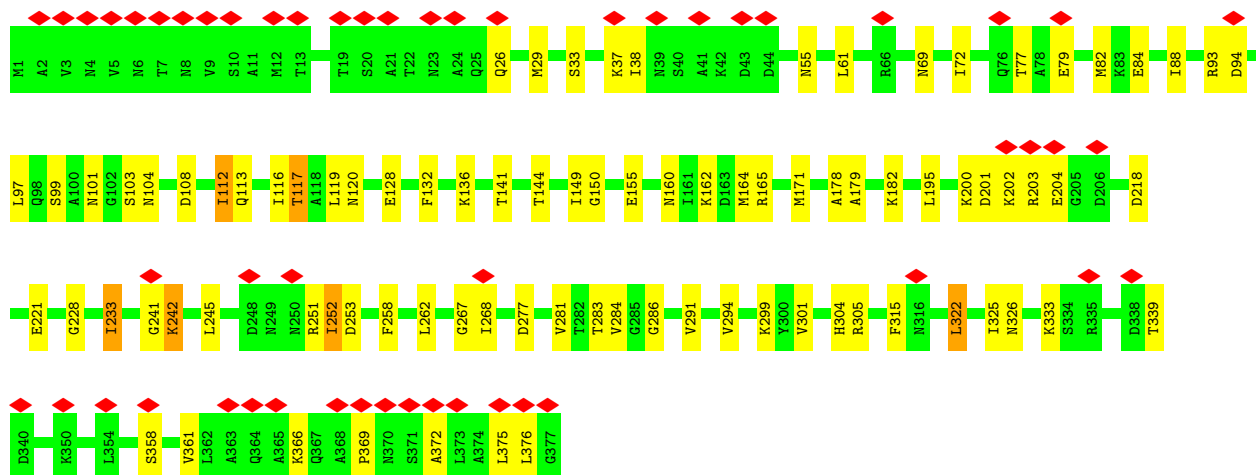 M1 A2 V3 N4 V5 N6 T7 N8 V9 S10 A11 M12 T13 T19 S20 A21 T22 N23 A24 Q25 Q26 M29 S33 K37 I38 N39 S40 A41 K42 D43 D44 N55 L61 R66 N69 I72 Q76 T77 A78 E79 M82 K83 E84 I88 R93 D94
L97 Q98 S99 A100 N101 G102 S103 N104 D108 I112 Q113 I116 T117 A118 L119 N120 E128 F132 K136 T141 T144 I149 G150 E155 N160 I161 K162 D163 M164 R165 M171 A178 A179 K182 L195 K200 D201 K202 R203 E204 G205 D206 D218
E221 G228 I233 G241 K242 L245 D248 N249 N250 R251 I252 D253 F258 L262 G267 I268 D277 V281 T282 T283 V284 G285 G286 V291 V294 K299 Y300 V301 H304 R305 F315 N316 L322 I325 N326 K333 S334 R335 D338 T339
D340 K350 L354 S358 V361 L362 A363 Q364 A365 K366 Q367 A368 P369 N370 S371 A372 L373 A374 L375 L376 G377